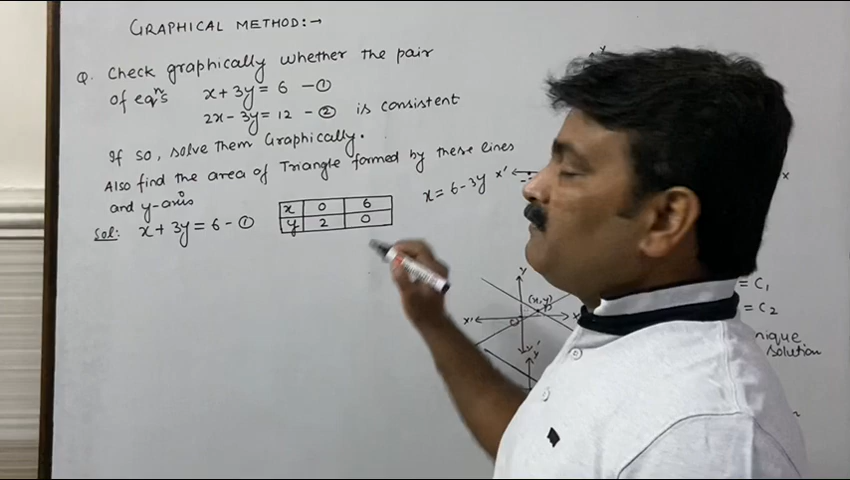 GRAPHICAL METHOD:→
Q. Check graphically whether the pair
of eqⁿs x + 3y = 6 — ①
2x - 3y = 12 - ② is consistent
If so, solve them Graphically.
Also find the area of Triangle formed by these lines
and y-axis
Sol: x + 3y = 6 - ①
x 0 6
y 2 0
x = 6 - 3y
x'
y
x
y
(x, y)
x'
x
O
y'
y
= C₁
= C₂
unique
solution